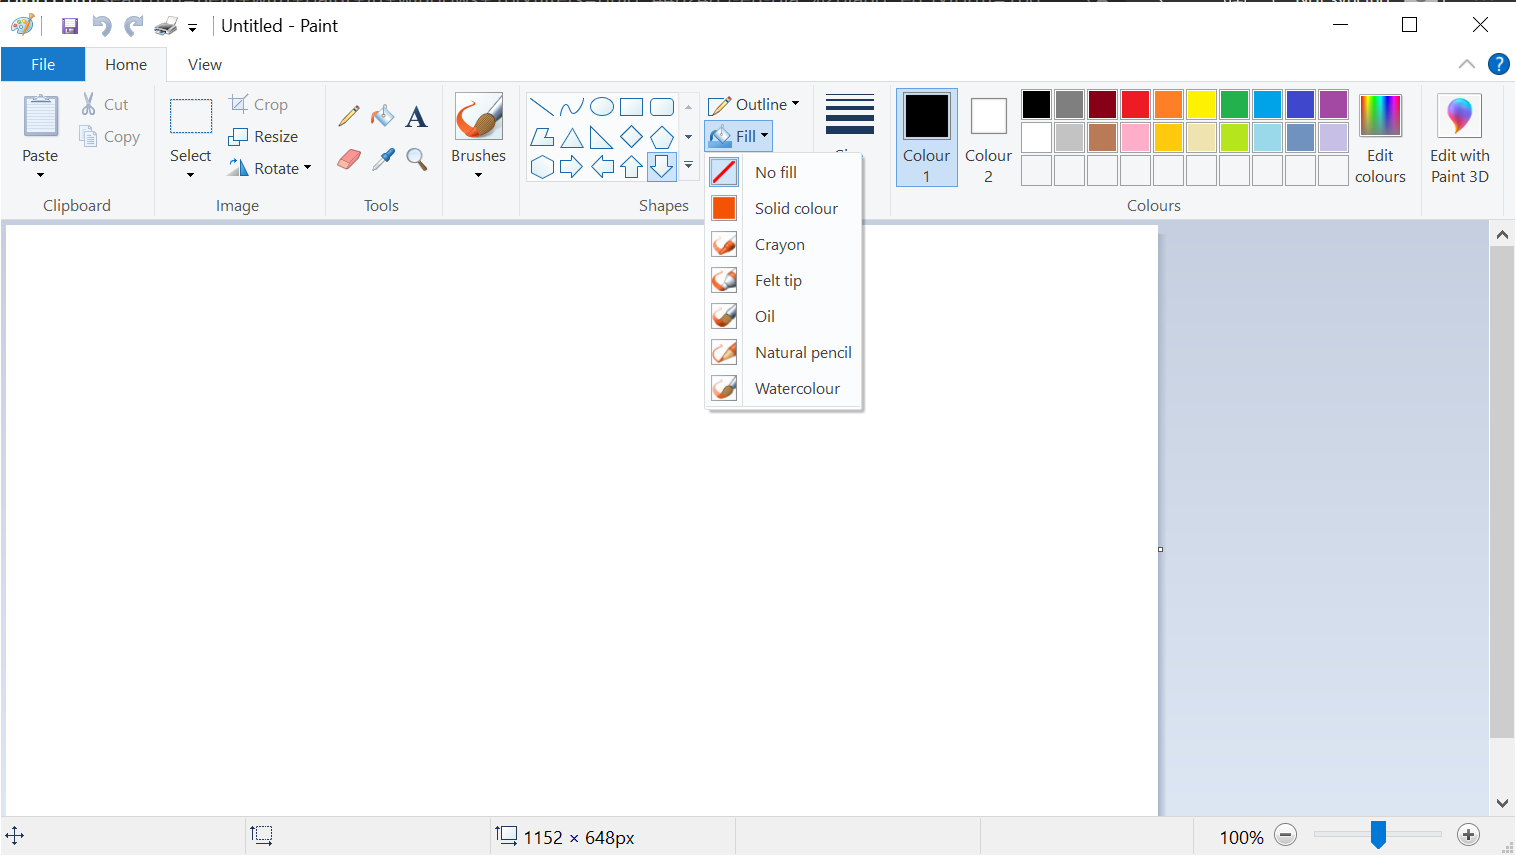 Untitled - Paint
File
Home
View
Paste
Cut
Copy
Clipboard
Select
Crop
Resize
Rotate
Image
A
Tools
Brushes
Shapes
Outline
Fill
No fill
Solid colour
Crayon
Felt tip
Oil
Natural pencil
Watercolour
Colour
1
Colour
2
Edit
colours
Colours
Edit with
Paint 3D
?
1152 × 648px
100%